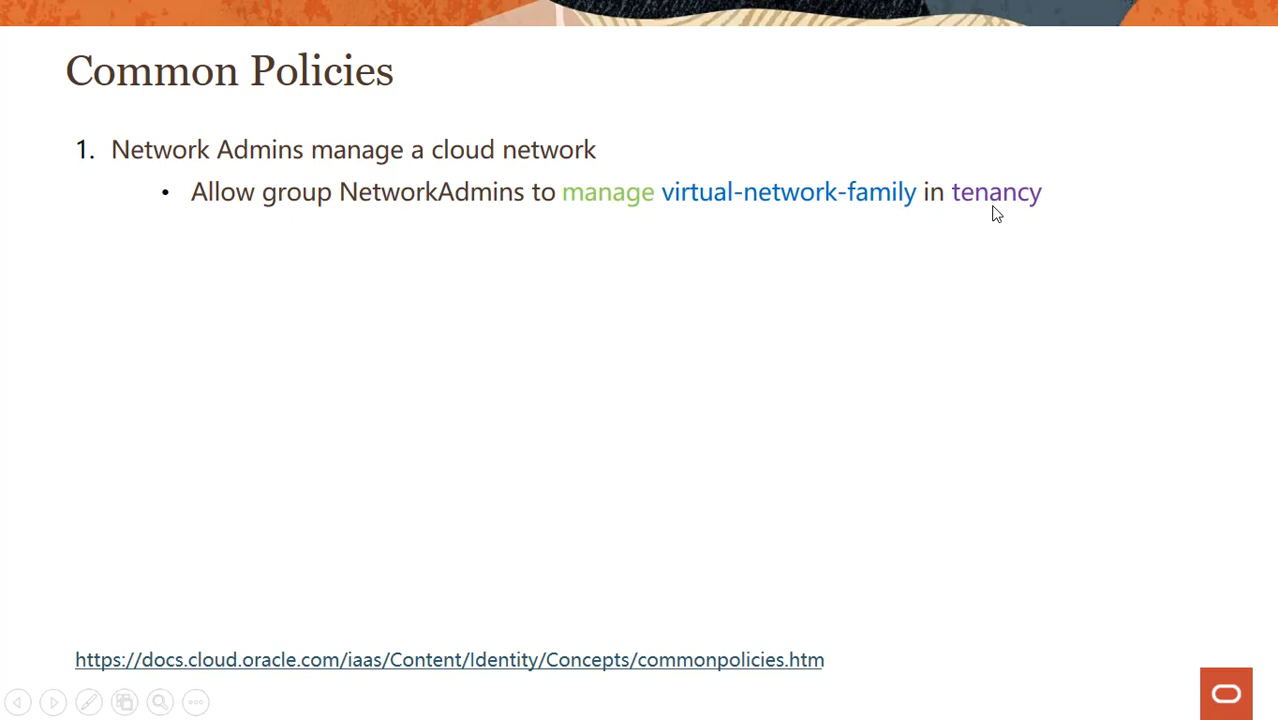 Common Policies
1. Network Admins manage a cloud network
• Allow group NetworkAdmins to manage virtual-network-family in tenancy
https://docs.cloud.oracle.com/iaas/Content/Identity/Concepts/commonpolicies.htm